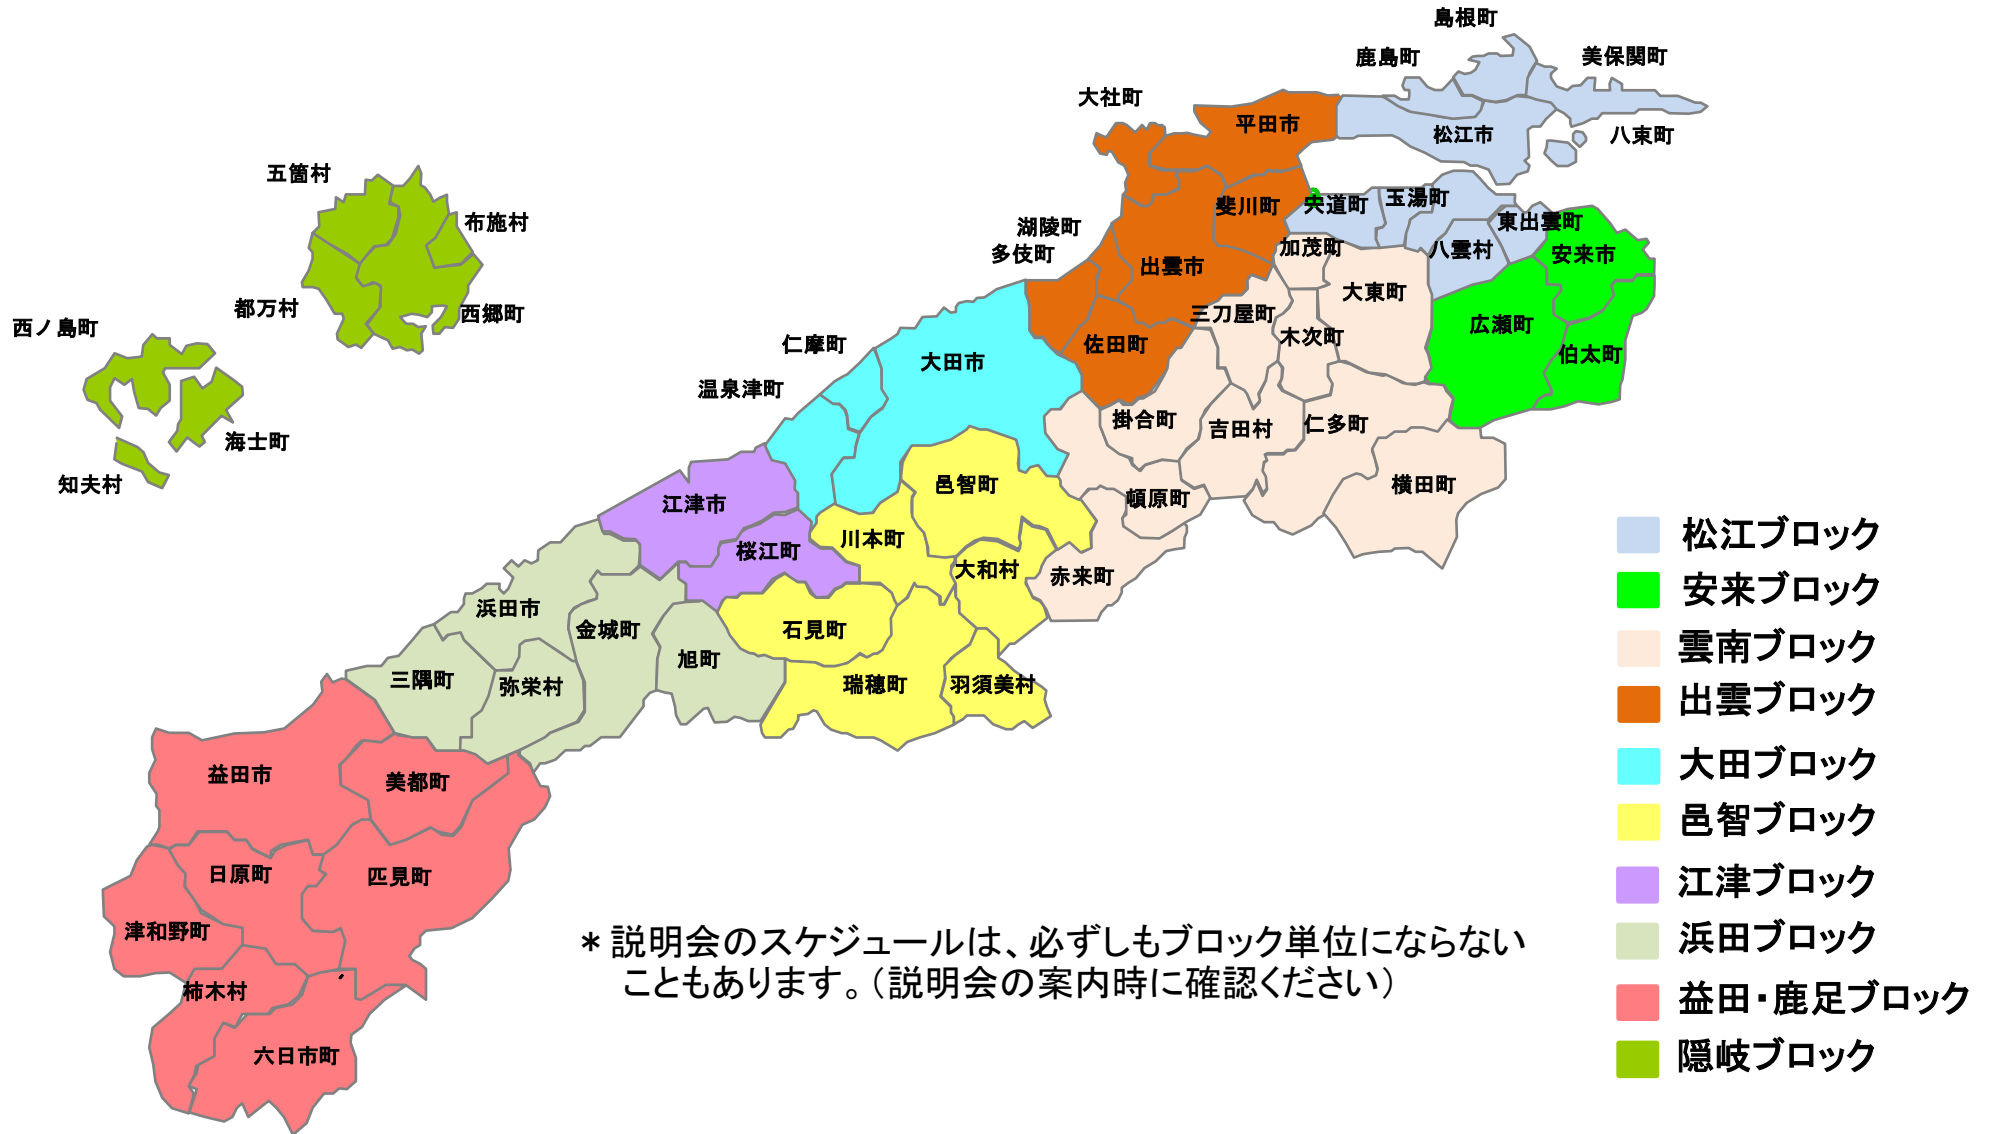 島根町
鹿島町
美保関町
大社町
平田市
松江市
八束町
五箇村
布施村
斐川町
宍道町
玉湯町
湖陵町
東出雲町
多伎町
加茂町
八雲村
安来市
出雲市
都万村
西郷町
大東町
西ノ島町
三刀屋町
広瀬町
仁摩町
佐田町
木次町
伯太町
大田市
温泉津町
掛合町
吉田村
仁多町
海士町
知夫村
邑智町
横田町
江津市
頓原町
川本町
桜江町
大和村
赤来町
浜田市
金城町
石見町
旭町
三隅町
弥栄村
瑞穂町
羽須美村
益田市
美都町
日原町
匹見町
津和野町
柿木村
六日市町
松江ブロック
安来ブロック
雲南ブロック
出雲ブロック
大田ブロック
邑智ブロック
江津ブロック
浜田ブロック
益田・鹿足ブロック
隠岐ブロック
＊説明会のスケジュールは、必ずしもブロック単位にならない
こともあります。（説明会の案内時に確認ください）